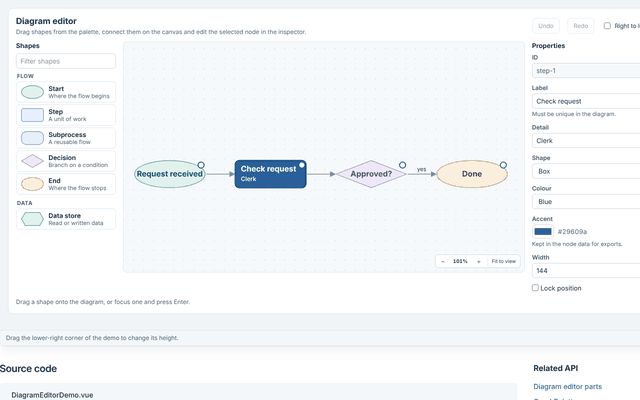 Diagram editor
Drag shapes from the palette, connect them on the canvas and edit the selected node in the inspector.
Undo
Redo
Right to l
Shapes
Filter shapes
FLOW
Start
Where the flow begins
Step
A unit of work
Subprocess
A reusable flow
Decision
Branch on a condition
End
Where the flow stops
DATA
Data store
Read or written data
Request received
Check request
Clerk
Approved?
yes
Done
− 101% + Fit to view
Properties
ID
step-1
Label
Check request
Must be unique in the diagram.
Detail
Clerk
Shape
Box
Colour
Blue
Accent
#29609a
Kept in the node data for exports.
Width
144
Lock position
Drag a shape onto the diagram, or focus one and press Enter.
Drag the lower-right corner of the demo to change its height.
Source code
DiagramEditorDemo.vue
Related API
Diagram editor parts